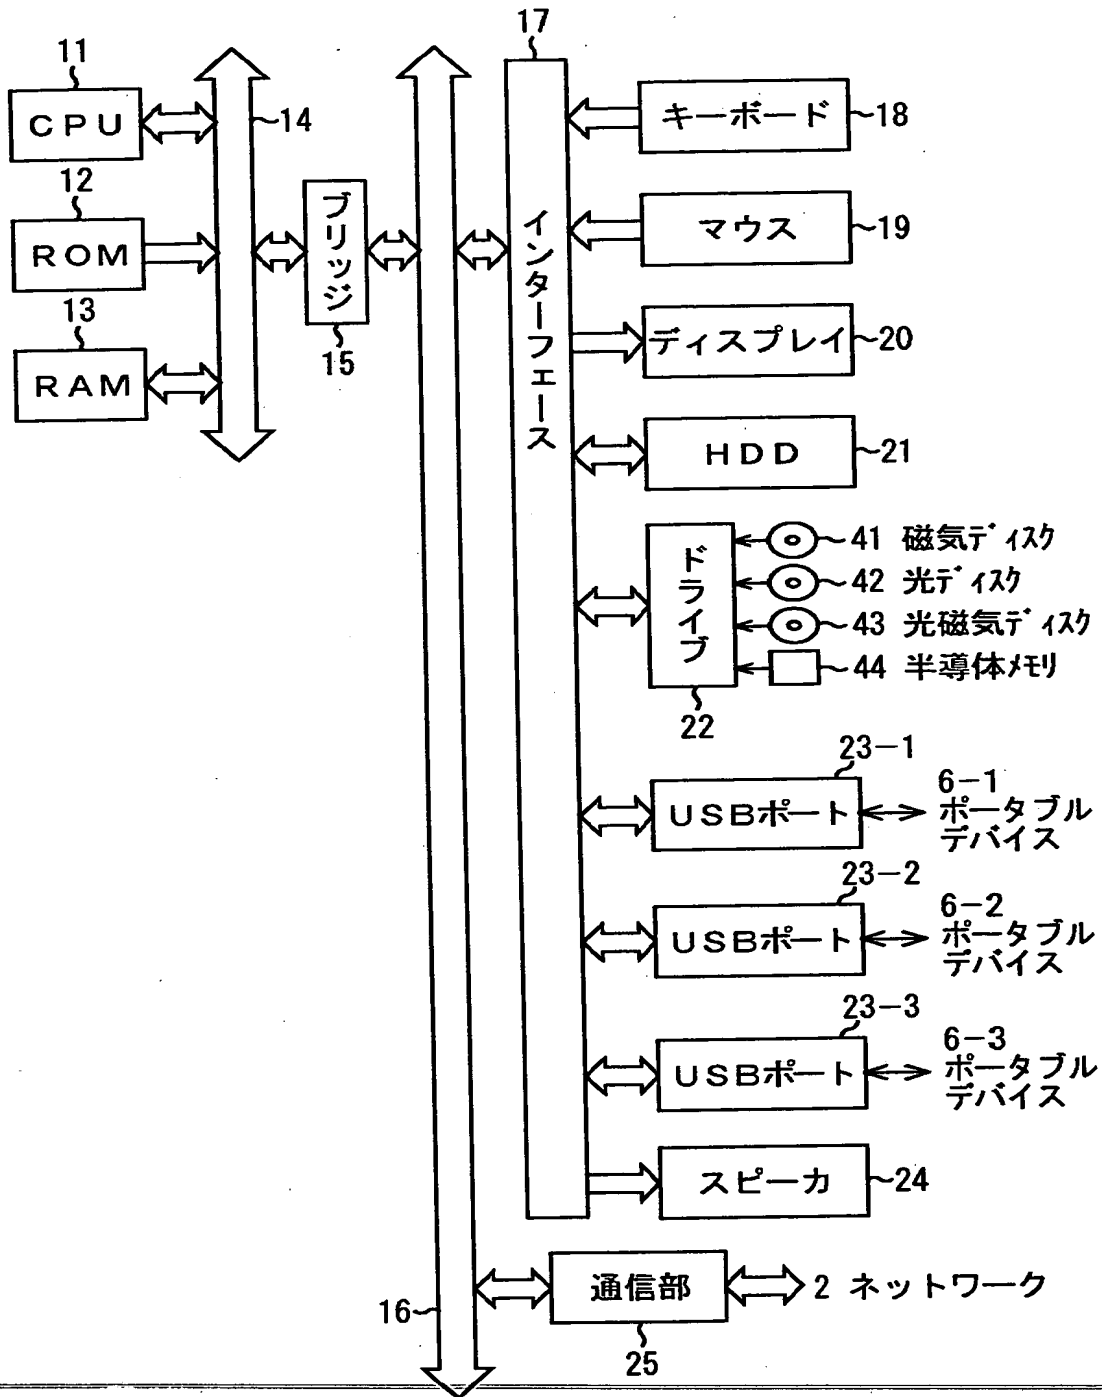 11
CPU
12
ROM
13
RAM
14
ブリッジ
15
16
17
インターフェース
キーボード 18
マウス 19
ディスプレイ 20
HDD 21
ドライブ
22
41 磁気ディスク
42 光ディスク
43 光磁気ディスク
44 半導体メモリ
23-1
USBポート
6-1
ポータブル
デバイス
23-2
USBポート
6-2
ポータブル
デバイス
23-3
USBポート
6-3
ポータブル
デバイス
スピーカ 24
通信部
25
2 ネットワーク